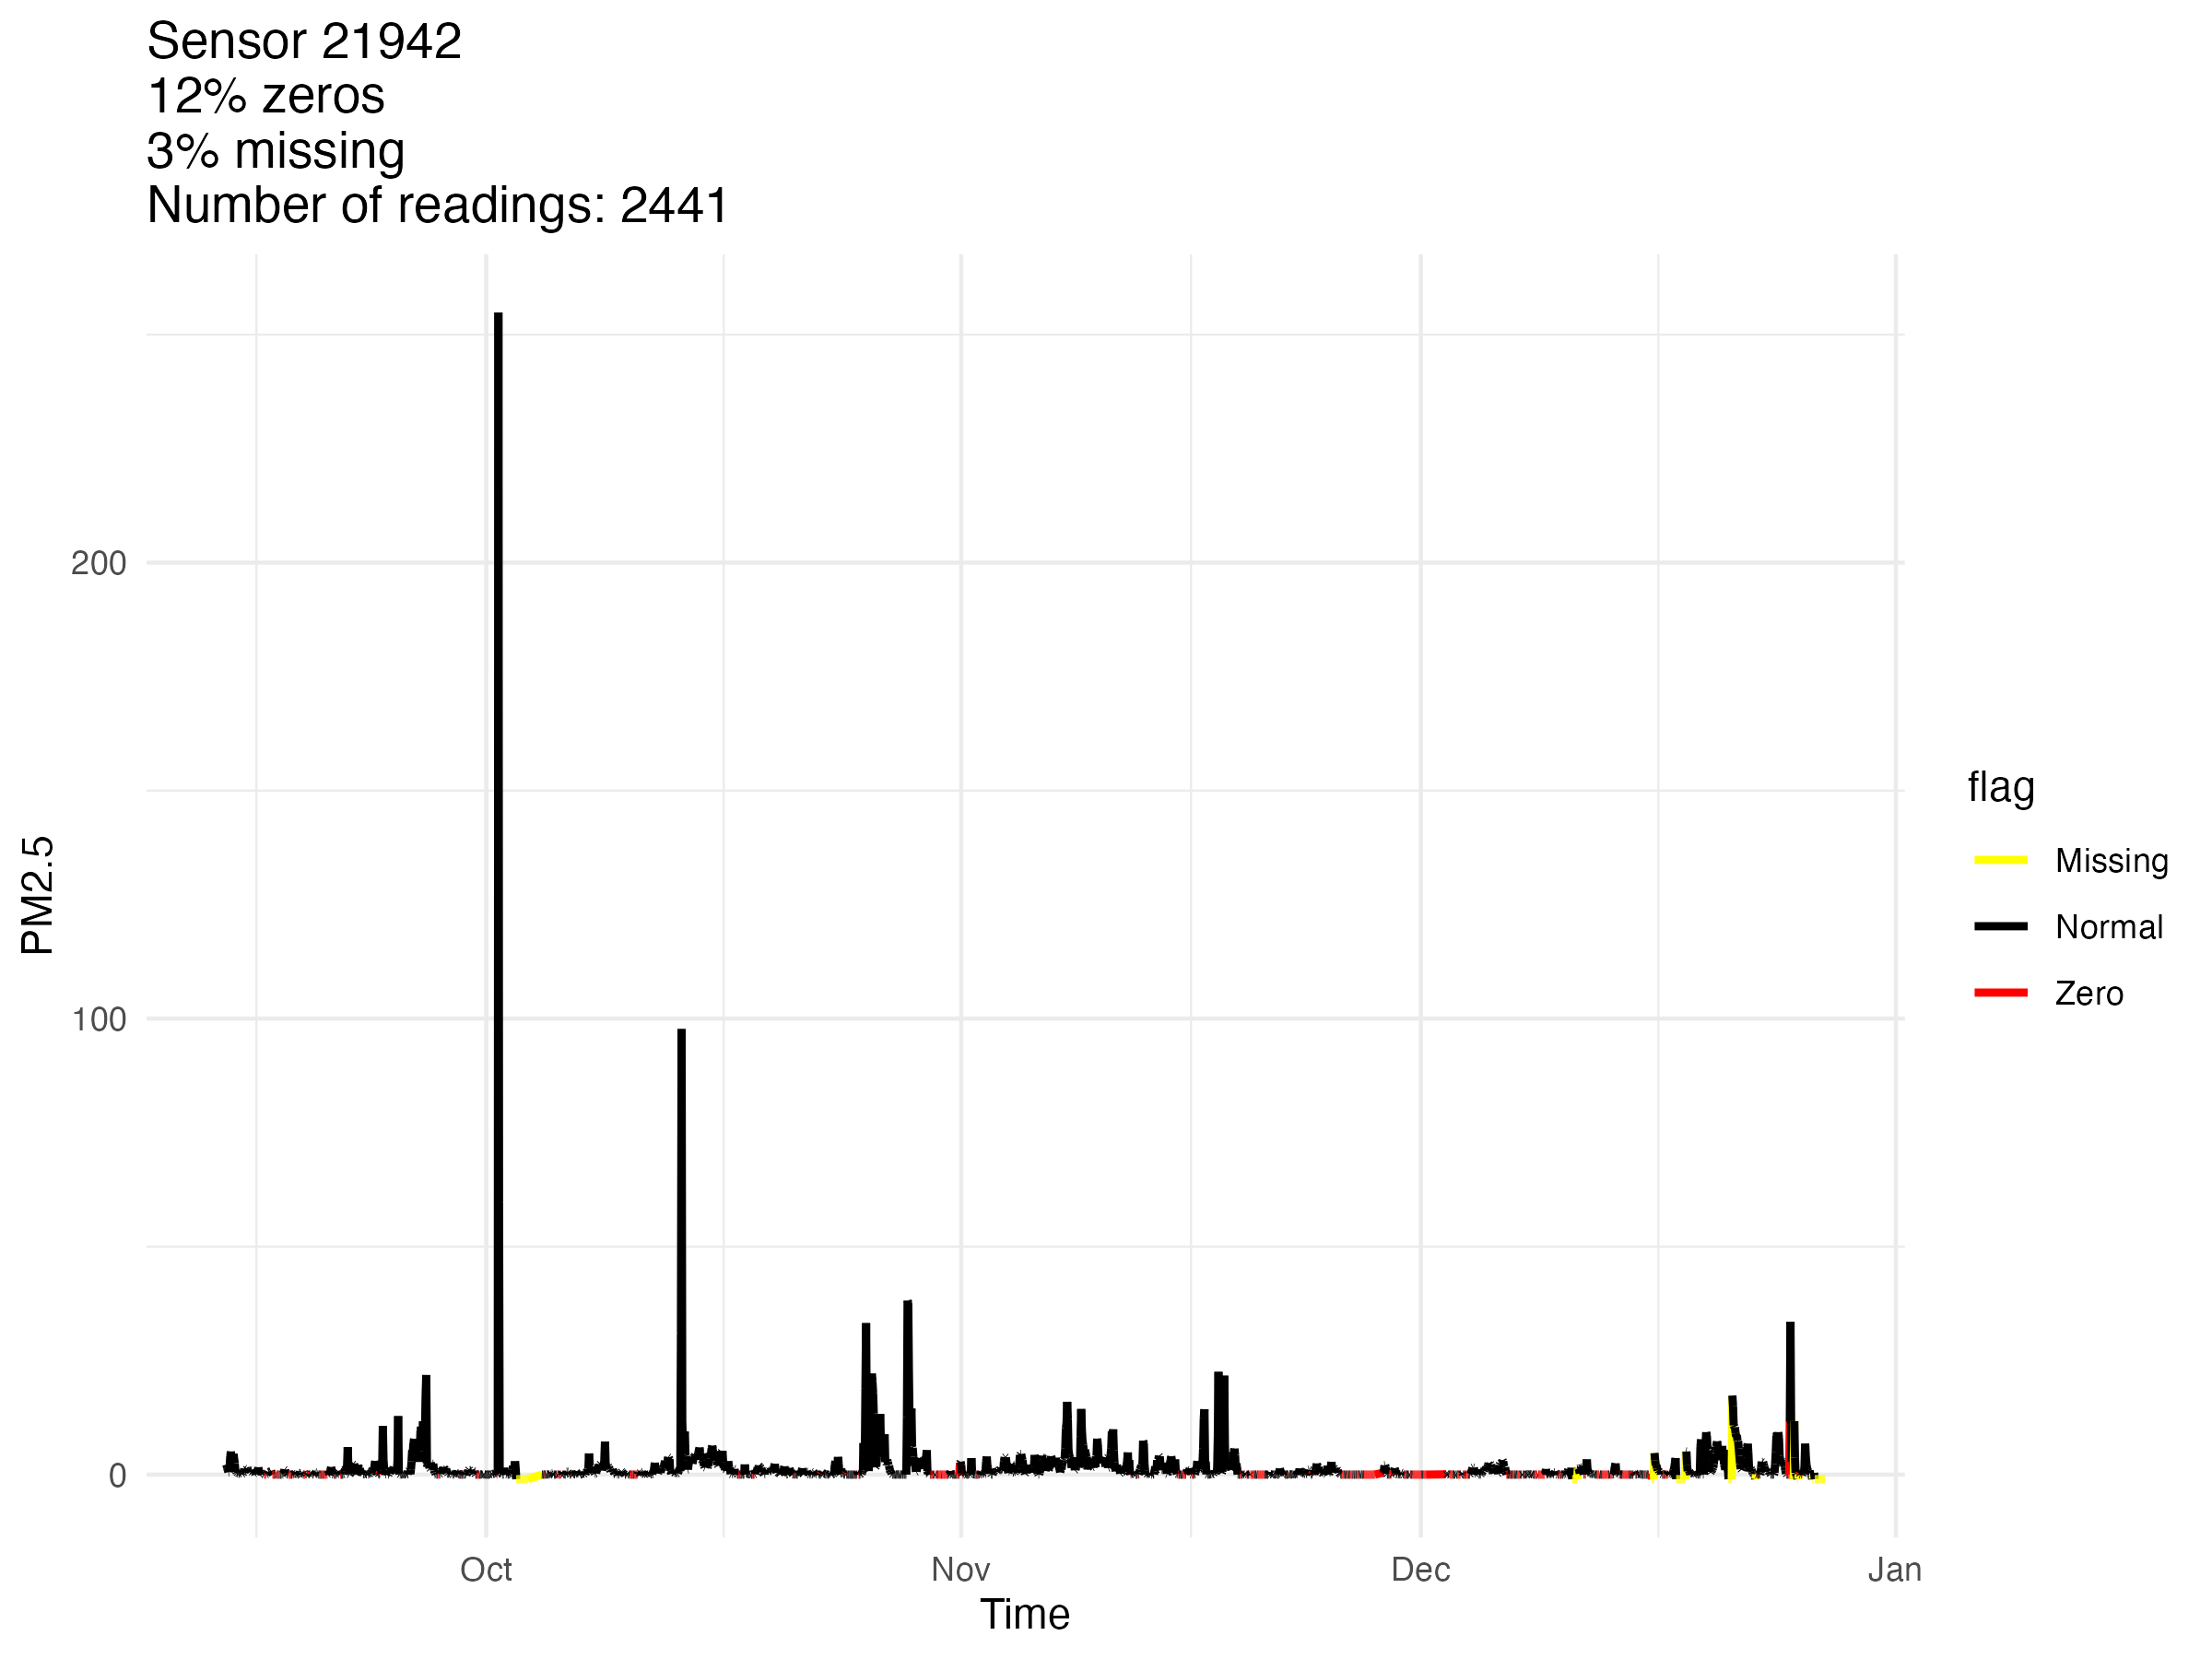 Sensor 21942
12% zeros
3% missing
Number of readings: 2441
200
100
0
PM2.5
Oct Nov Dec Jan
Time
flag
Missing
Normal
Zero